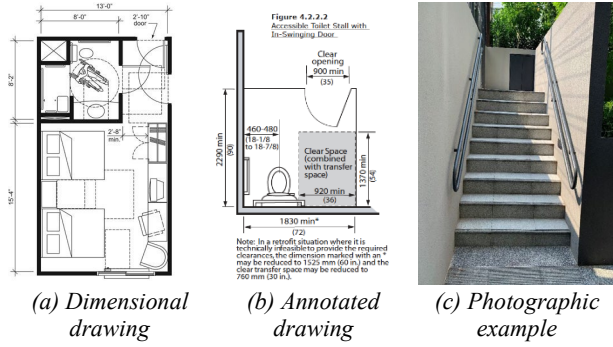 13'-0"
8'-0"
2'-10"
door
8'-2"
2'-8"
min.
15'-4"
Figure 4.2.2.2
Accessible Toilet Stall with
In-Swinging Door
Clear
opening
900 min
(35)
2290 min
(90)
460-480
(18-1/8
to 18-7/8)
Clear Space
(combined
with transfer
space)
1370 min
(54)
920 min
(36)
1830 min*
(72)
Note: In a retrofit situation where it is
technically infeasible to provide the required
clearances, the dimension marked with an *
may be reduced to 1525 mm (60 in.) and the
clear transfer space may be reduced to
760 mm (30 in.)
(a) Dimensional
drawing
(b) Annotated
drawing
(c) Photographic
example